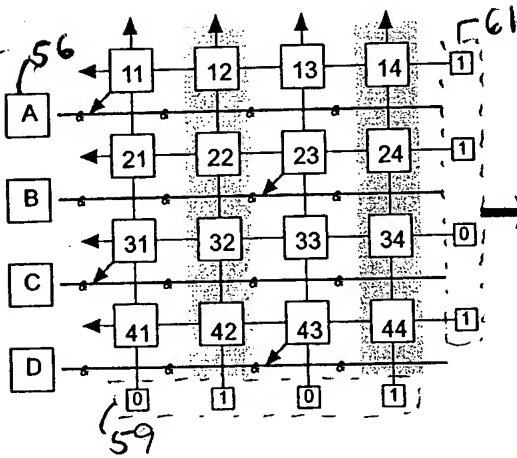 56 61
11 12 13 14 1
A & & & &
21 22 23 24 1
B & & & &
31 32 33 34 0
C & & & &
41 42 43 44 1
D & & & &
0 1 0 1
59